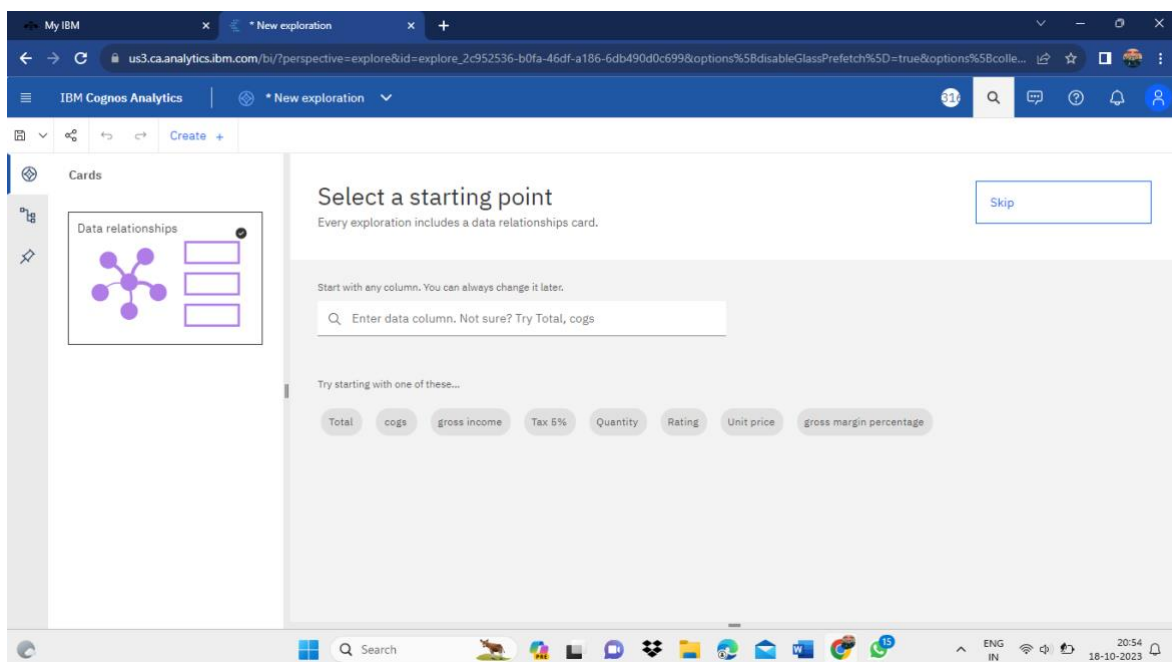 My IBM
* New exploration
us3.ca.analytics.ibm.com/bi/?perspective=explore&id=explore_2c952536-b0fa-46df-a186-6db490d0c699&options%5BdisableGlassPrefetch%5D=true&options%5Bcolle...
IBM Cognos Analytics
* New exploration
Create +
Cards
Data relationships
Select a starting point
Every exploration includes a data relationships card.
Skip
Start with any column. You can always change it later.
Enter data column. Not sure? Try Total, cogs
Try starting with one of these...
Total cogs gross income Tax 5% Quantity Rating Unit price gross margin percentage
Search
PRE
15
ENG
IN
20:54
18-10-2023